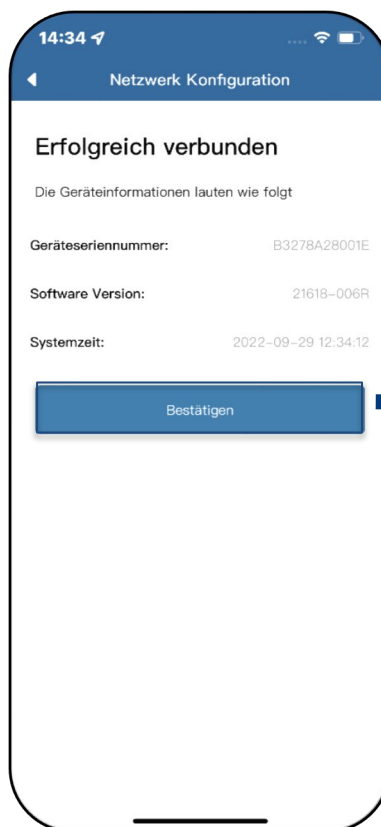 14:34
Netzwerk Konfiguration
Erfolgreich verbunden
Die Geräteinformationen lauten wie folgt
Geräteseriennummer: B3278A28001E
Software Version: 21618-006R
Systemzeit: 2022-09-29 12:34:12
Bestätigen